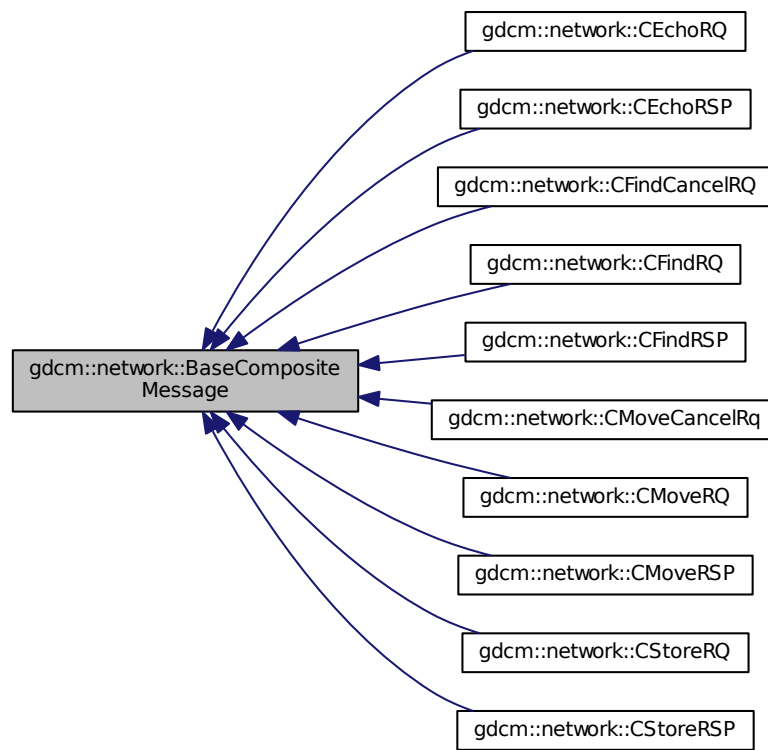 gdcm::network::CEchoRQ
gdcm::network::CEchoRSP
gdcm::network::CFindCancelRQ
gdcm::network::CFindRQ
gdcm::network::BaseComposite
Message
gdcm::network::CFindRSP
gdcm::network::CMoveCancelRq
gdcm::network::CMoveRQ
gdcm::network::CMoveRSP
gdcm::network::CStoreRQ
gdcm::network::CStoreRSP